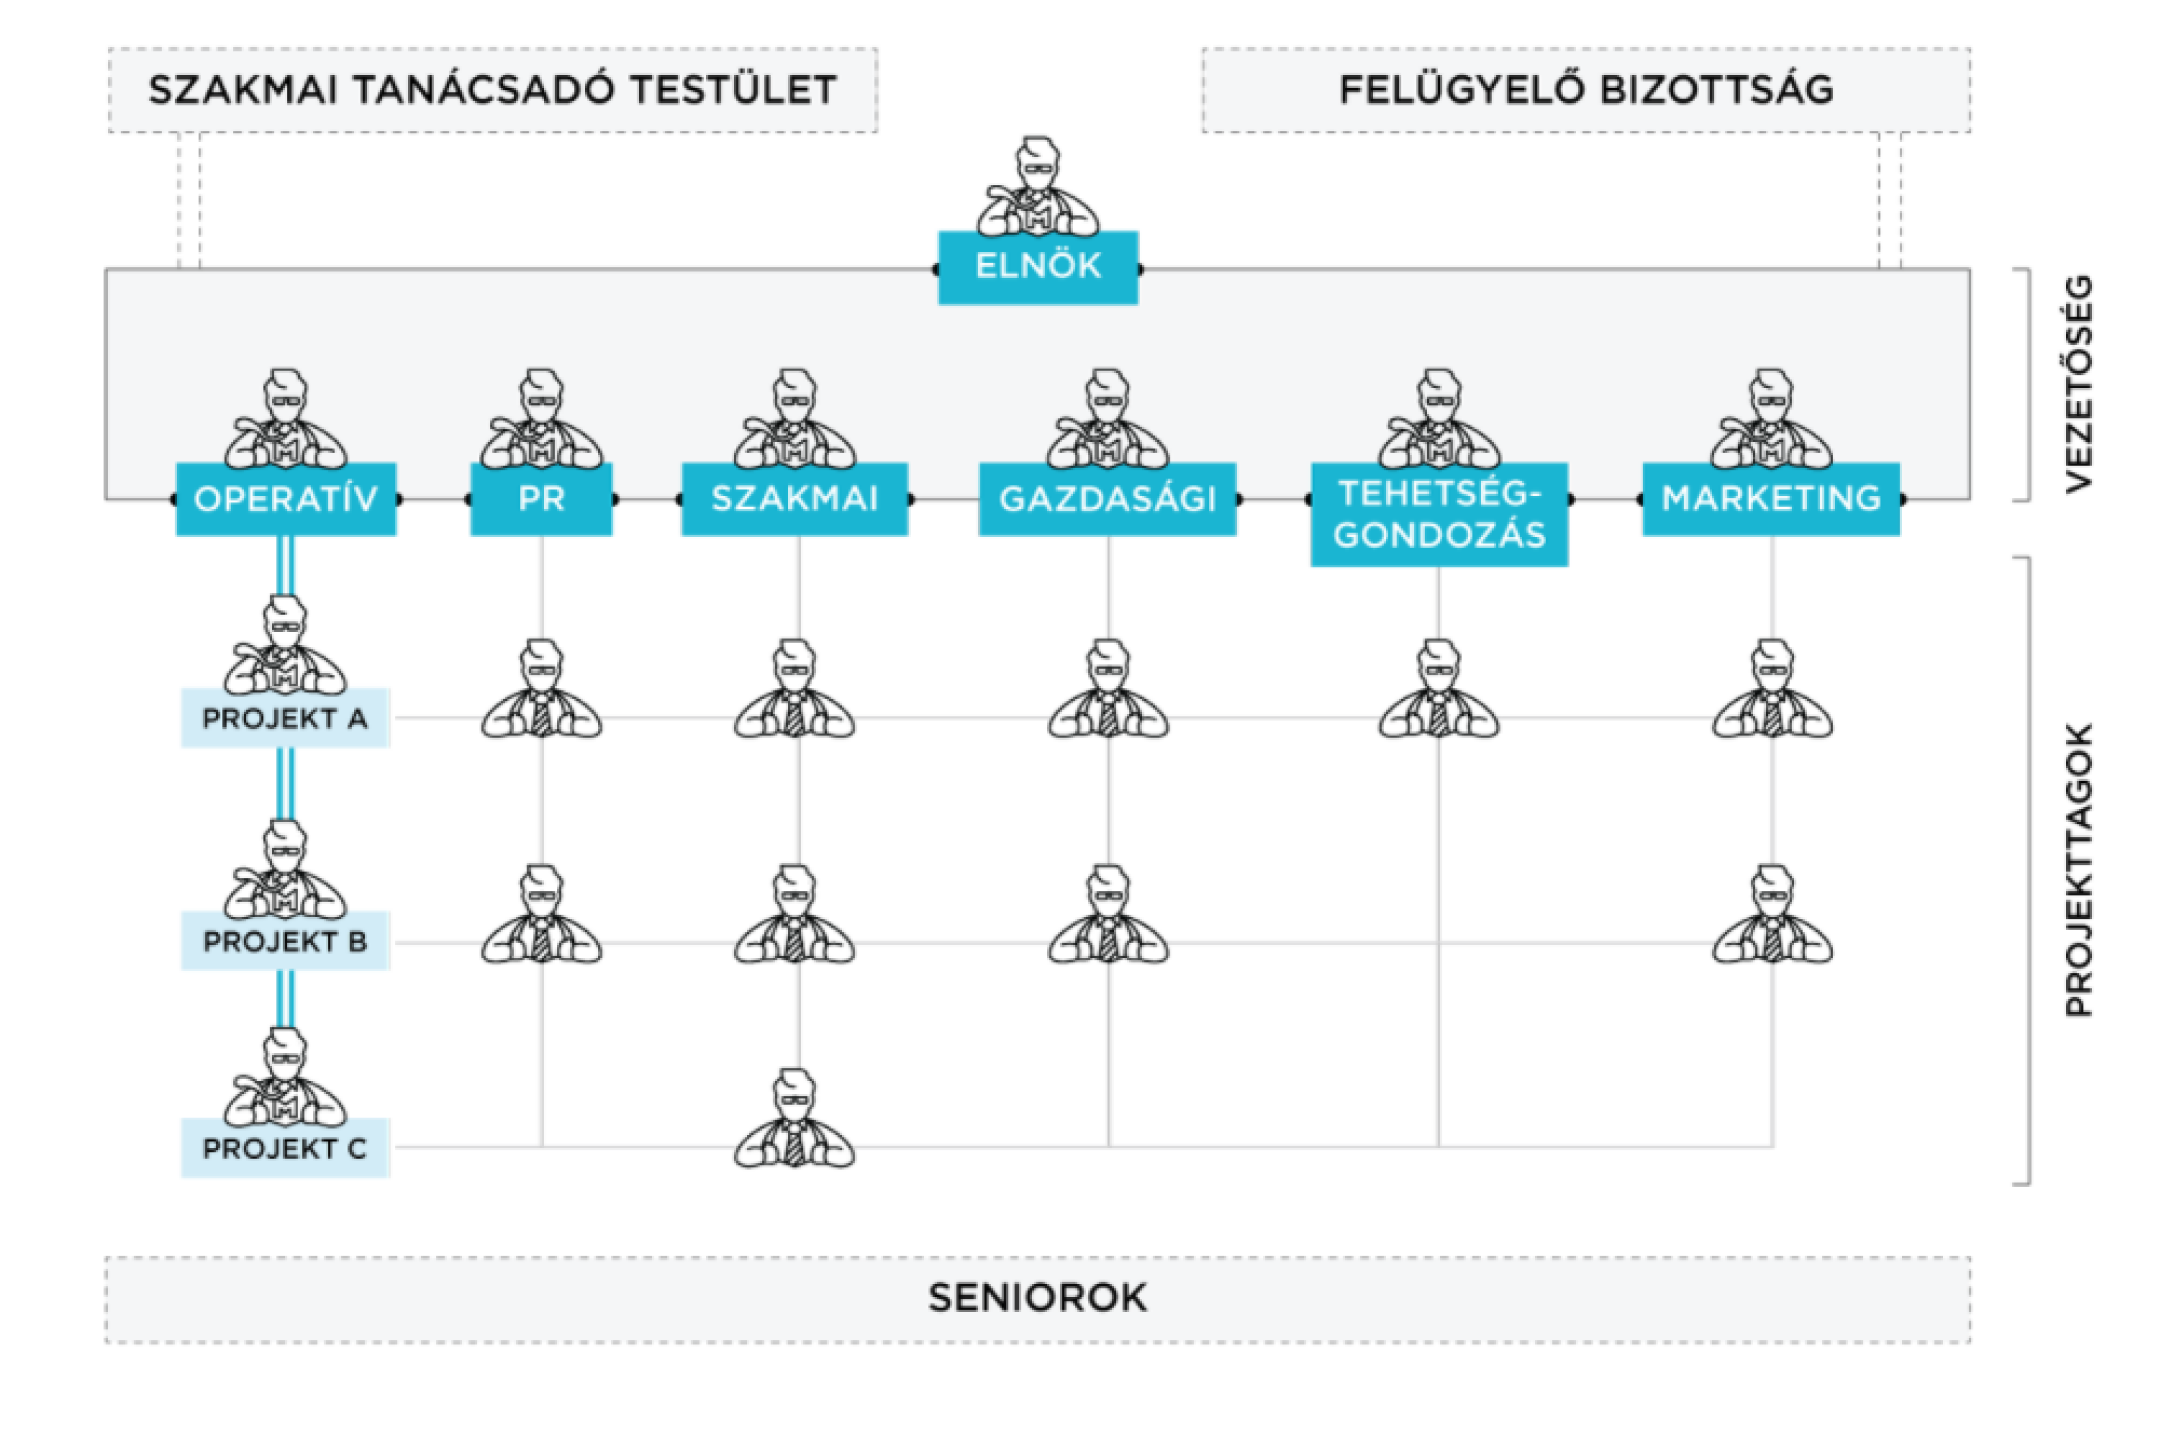 SZAKMAI TANÁCSADÓ TESTÜLET
FELÜGYELŐ BIZOTTSÁG
ELNÖK
VEZETŐSÉG
OPERATÍV
PR
SZAKMAI
GAZDASÁGI
TEHETSÉG-
GONDOZÁS
MARKETING
PROJEKT A
PROJEKT B
PROJEKT C
PROJEKTTAGOK
SENIOROK